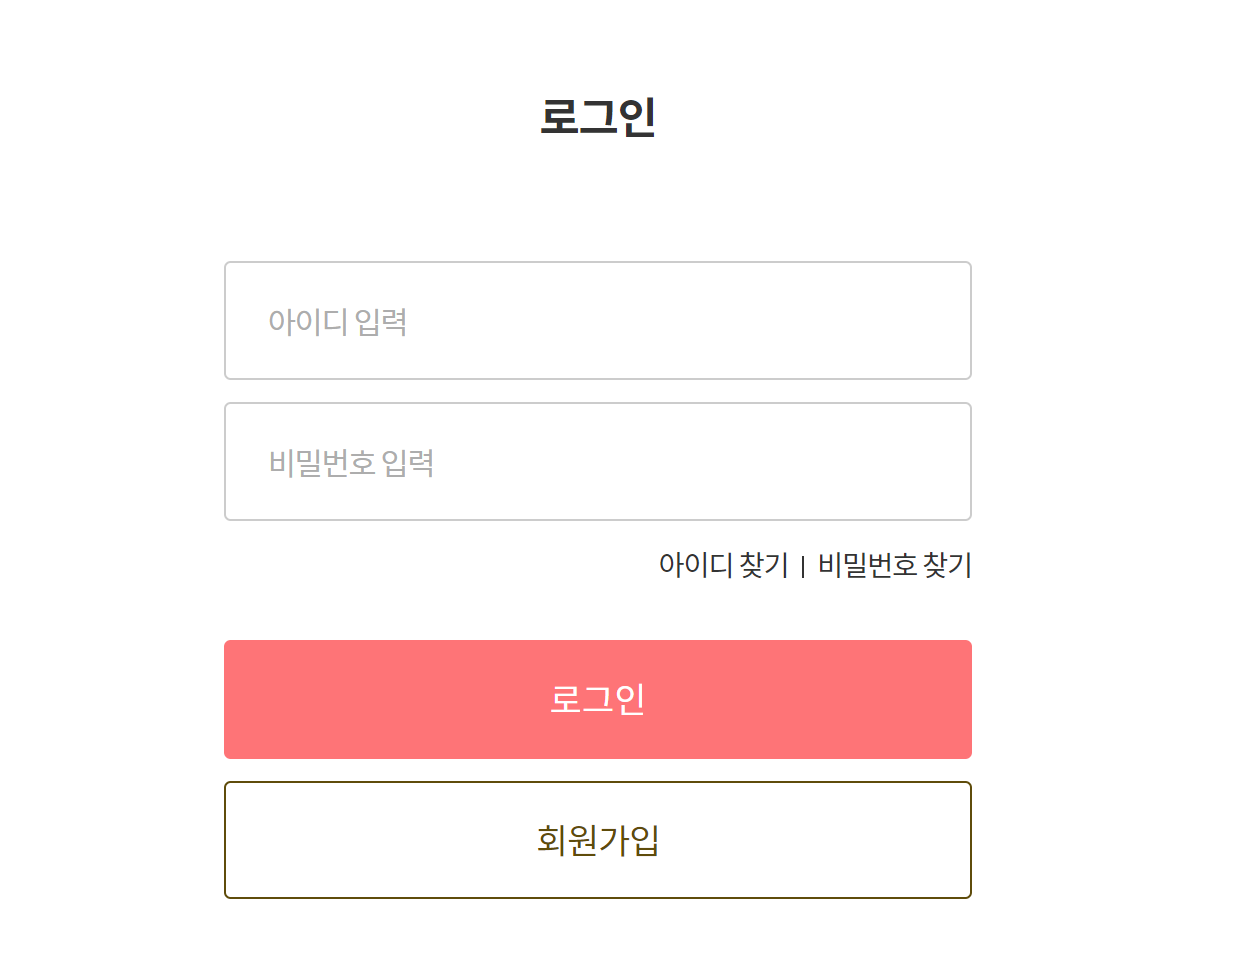 로그인
아이디 입력
비밀번호 입력
아이디 찾기 | 비밀번호 찾기
로그인
회원가입